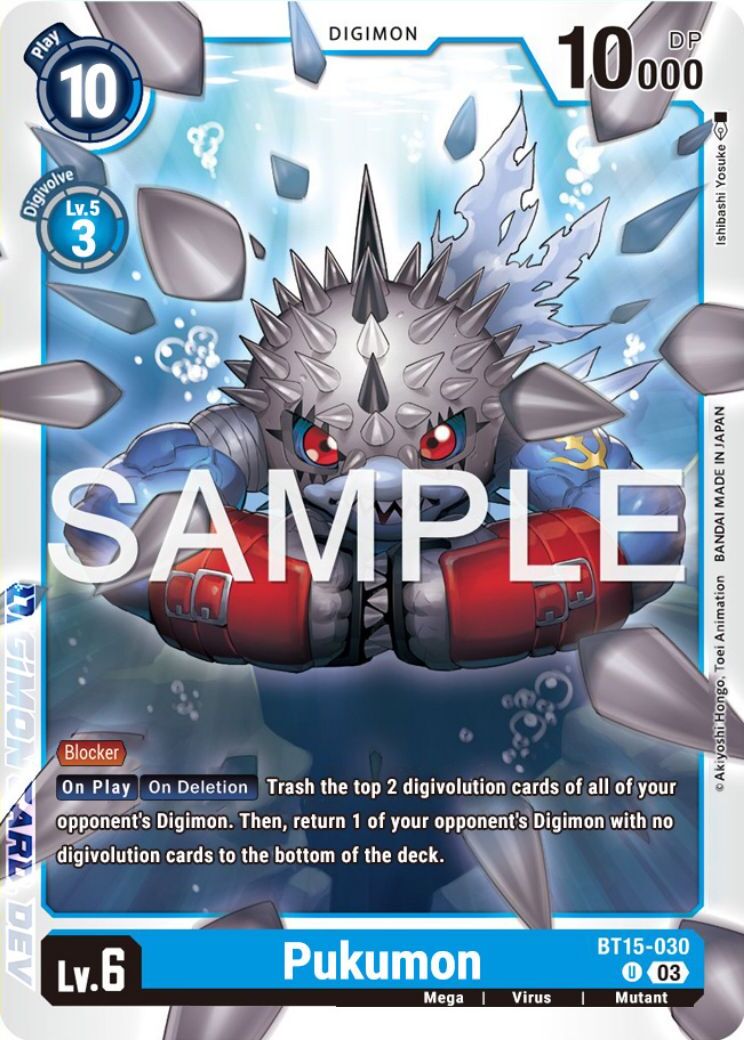 DIGIMON
Play
10
DP
10000
Digivolve
Lv.5
3
Ishibashi Yosuke
SAMPLE
©Akiyoshi Hongo, Toei Animation BANDAI MADE IN JAPAN
DIGIMONCARD.DEV
Blocker
On Play On Deletion Trash the top 2 digivolution cards of all of your
opponent's Digimon. Then, return 1 of your opponent's Digimon with no
digivolution cards to the bottom of the deck.
Lv.6
Pukumon
BT15-030
U 03
Mega | Virus | Mutant